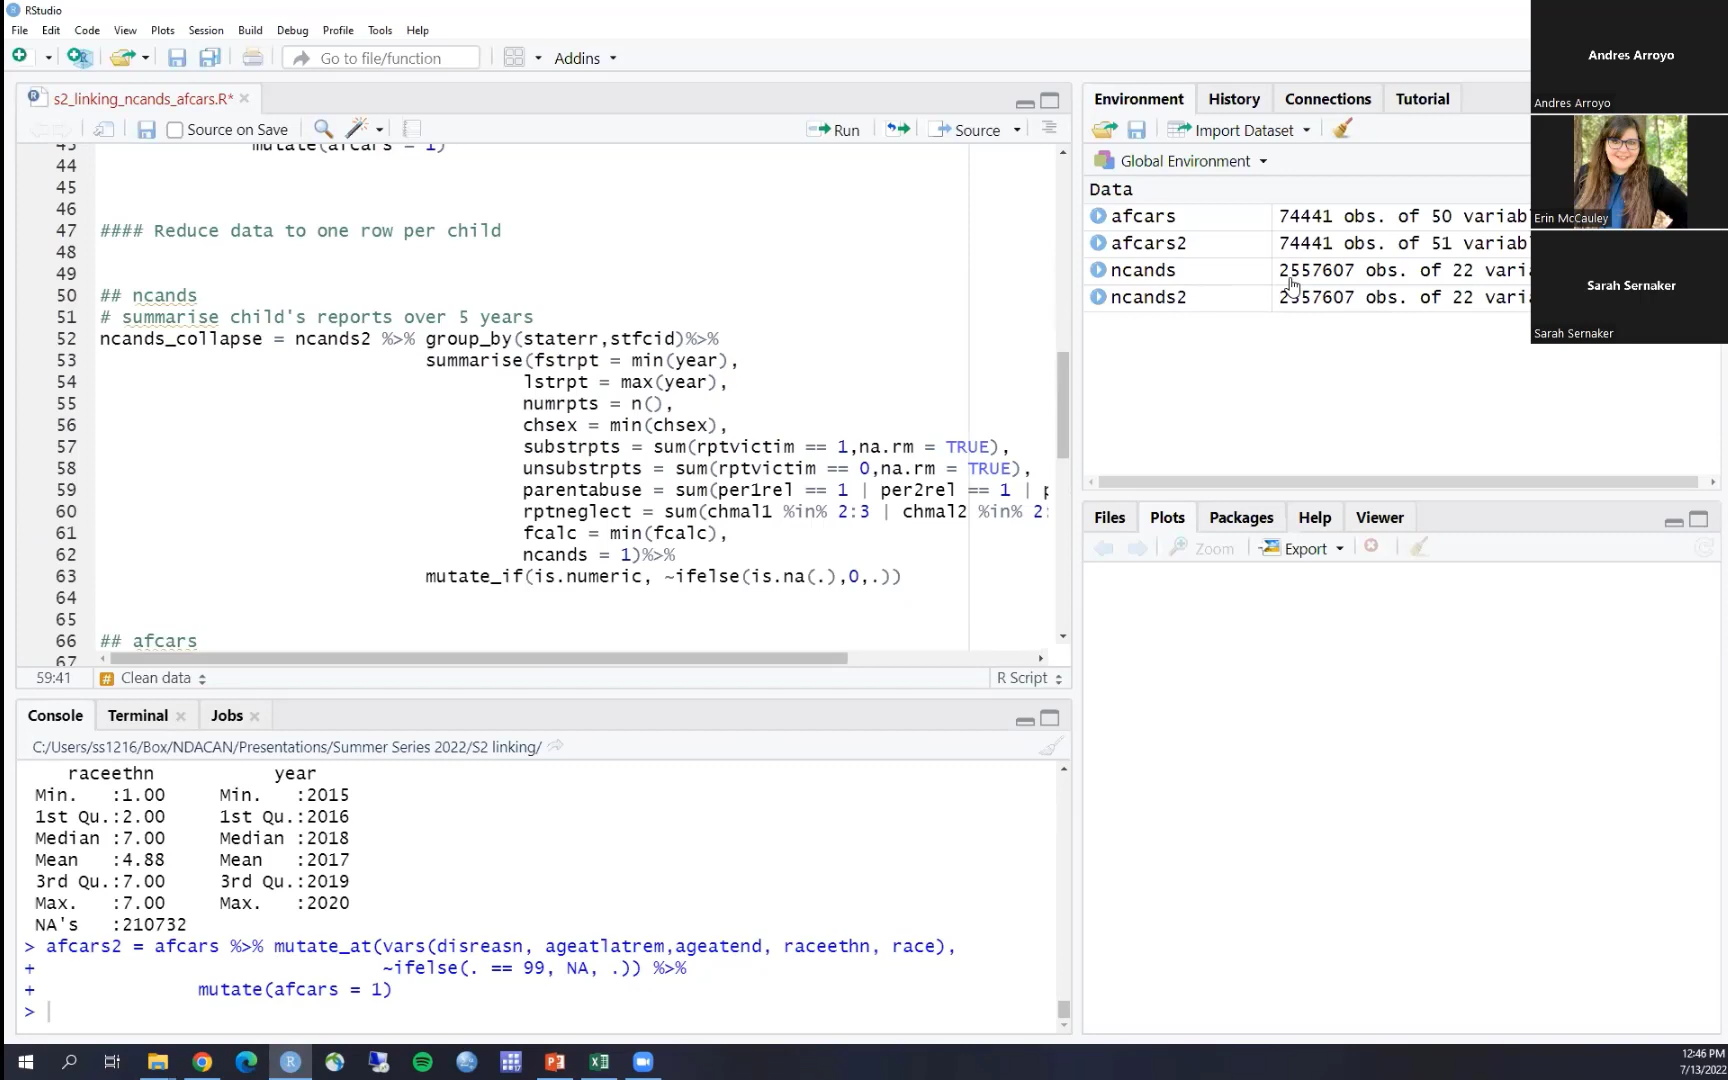 RStudio
File Edit Code View Plots Session Build Debug Profile Tools Help
Go to file/function Addins
s2_linking_ncands_afcars.R*
Source on Save Run Source
43 mutate(afcars = 1)
44
45
46
47 #### Reduce data to one row per child
48
49
50 ## ncands
51 # summarise child's reports over 5 years
52 ncands_collapse = ncands2 %>% group_by(staterr,stfcid)%>%
53 summarise(fstrpt = min(year),
54 lstrpt = max(year),
55 numrpts = n(),
56 chsex = min(chsex),
57 substrpts = sum(rptvictim == 1,na.rm = TRUE),
58 unsubstrpts = sum(rptvictim == 0,na.rm = TRUE),
59 parentabuse = sum(per1rel == 1 | per2rel == 1 | p
60 rptneglect = sum(chmal1 %in% 2:3 | chmal2 %in% 2:
61 fcalc = min(fcalc),
62 ncands = 1)%>%
63 mutate_if(is.numeric, ~ifelse(is.na(.),0,.))
64
65
66 ## afcars
67
59:41 # Clean data R Script
Console Terminal Jobs
C:/Users/ss1216/Box/NDACAN/Presentations/Summer Series 2022/S2 linking/
raceethn year
Min. :1.00 Min. :2015
1st Qu.:2.00 1st Qu.:2016
Median :7.00 Median :2018
Mean :4.88 Mean :2017
3rd Qu.:7.00 3rd Qu.:2019
Max. :7.00 Max. :2020
NA's :210732
> afcars2 = afcars %>% mutate_at(vars(disreasn, ageatlatrem,ageatend, raceethn, race),
+ ~ifelse(. == 99, NA, .)) %>%
+ mutate(afcars = 1)
>
Environment History Connections Tutorial
Import Dataset
Global Environment
Data
afcars 74441 obs. of 50 variab
afcars2 74441 obs. of 51 variab
ncands 2557607 obs. of 22 vari
ncands2 2557607 obs. of 22 vari
Files Plots Packages Help Viewer
Zoom Export
Andres Arroyo
Andres Arroyo
Erin McCauley
Sarah Sernaker
Sarah Sernaker
12:46 PM
7/13/2022